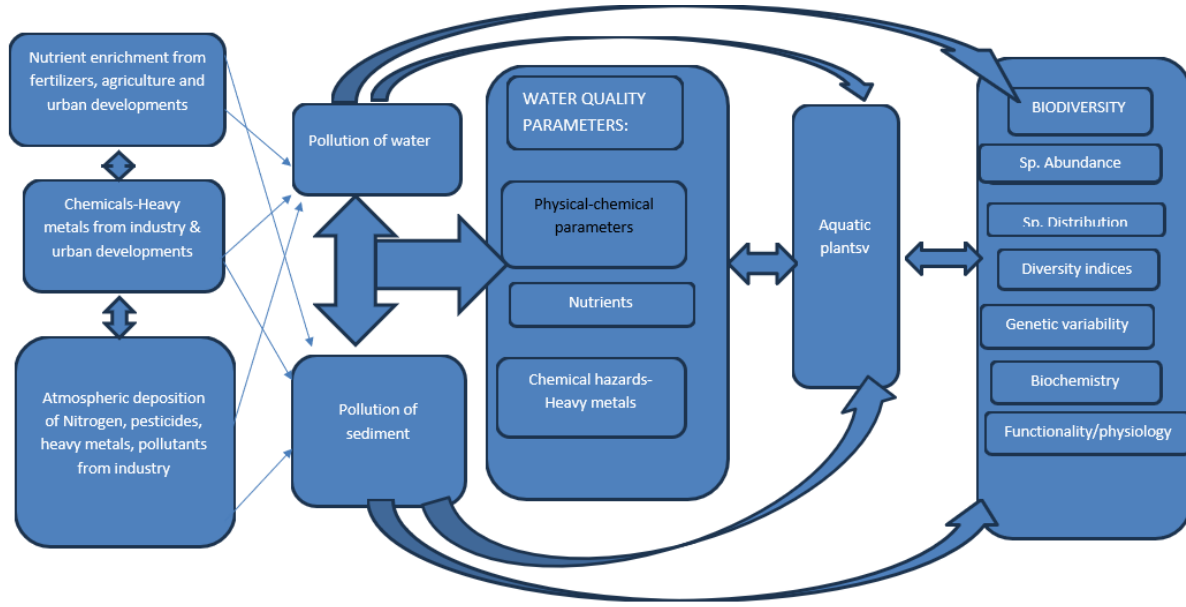 Nutrient enrichment from
fertilizers, agriculture and
urban developments
Chemicals-Heavy
metals from industry &
urban developments
Atmospheric deposition
of Nitrogen, pesticides,
heavy metals, pollutants
from industry
Pollution of water
Pollution of
sediment
WATER QUALITY
PARAMETERS:
Physical-chemical
parameters
Nutrients
Chemical hazards-
Heavy metals
Aquatic
plantsv
BIODIVERSITY
Sp. Abundance
Sp. Distribution
Diversity indices
Genetic variability
Biochemistry
Functionality/physiology